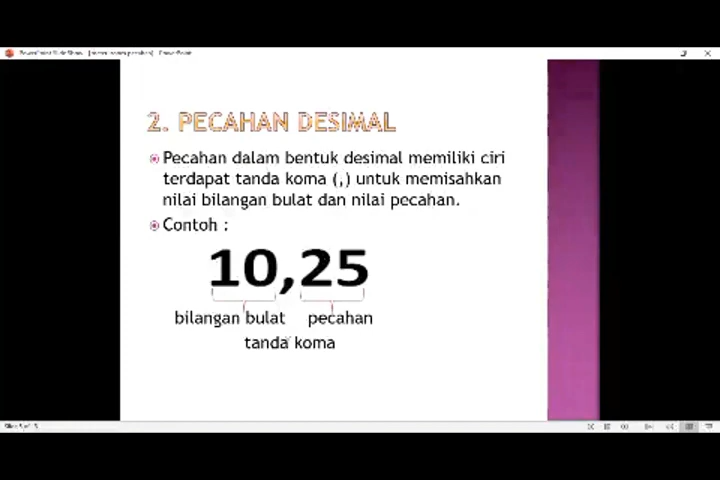 2. PECAHAN DESIMAL
Pecahan dalam bentuk desimal memiliki ciri
terdapat tanda koma (,) untuk memisahkan
nilai bilangan bulat dan nilai pecahan.
Contoh :
10,25
bilangan bulat pecahan
tanda koma